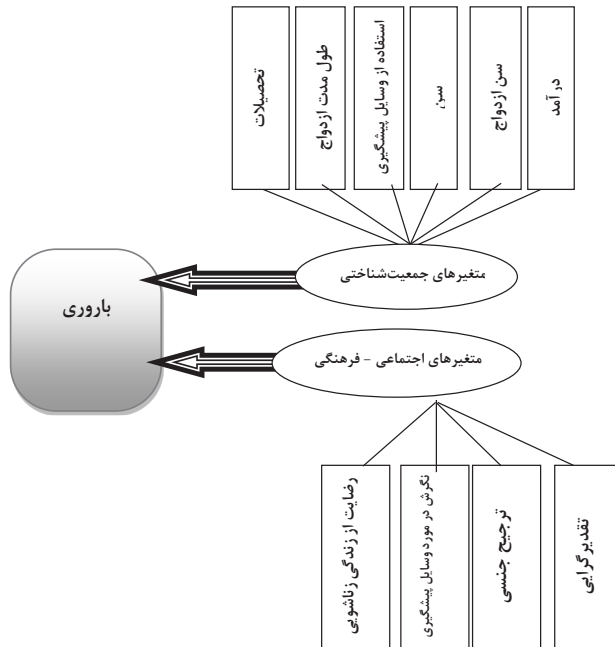 درآمد
سن ازدواج
سن
استفاده از وسایل پیشگیری
طول مدت ازدواج
تحصیلات
متغیرهای جمعیت‌شناختی
باروری
متغیرهای اجتماعی - فرهنگی
تقدیرگرایی
ترجیح جنسی
نگرش در مورد وسایل پیشگیری
رضایت از زندگی زناشویی